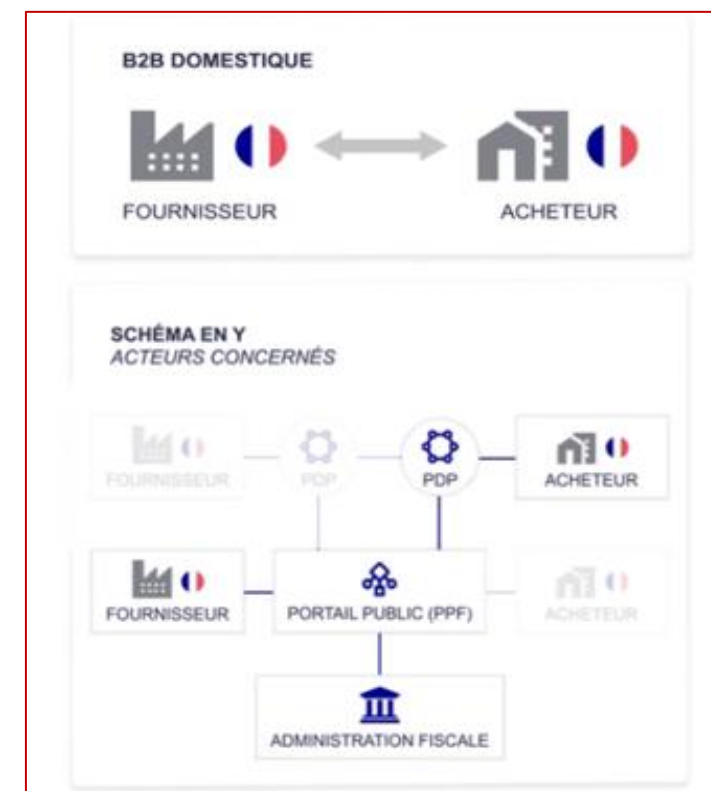 B2B DOMESTIQUE
FOURNISSEUR
ACHETEUR
SCHÉMA EN Y
ACTEURS CONCERNÉS
FOURNISSEUR
PDP
PDP
ACHETEUR
FOURNISSEUR
PORTAIL PUBLIC (PPF)
ACHETEUR
ADMINISTRATION FISCALE